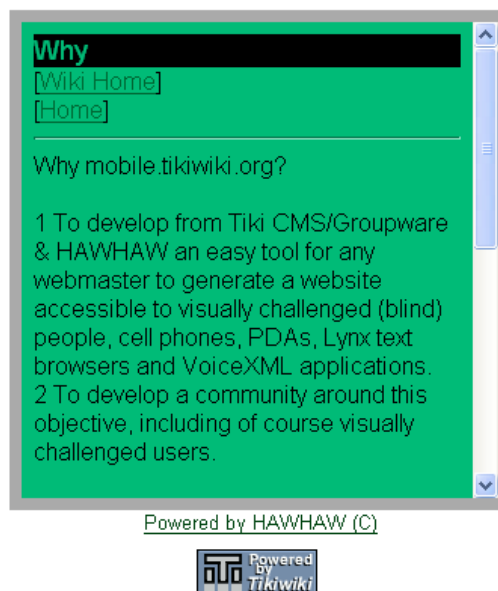 Why
[Wiki Home]
[Home]
Why mobile.tikiwiki.org?
1 To develop from Tiki CMS/Groupware
& HAWHAW an easy tool for any
webmaster to generate a website
accessible to visually challenged (blind)
people, cell phones, PDAs, Lynx text
browsers and VoiceXML applications.
2 To develop a community around this
objective, including of course visually
challenged users.
Powered by HAWHAW (C)
Powered
by
Tikiwiki